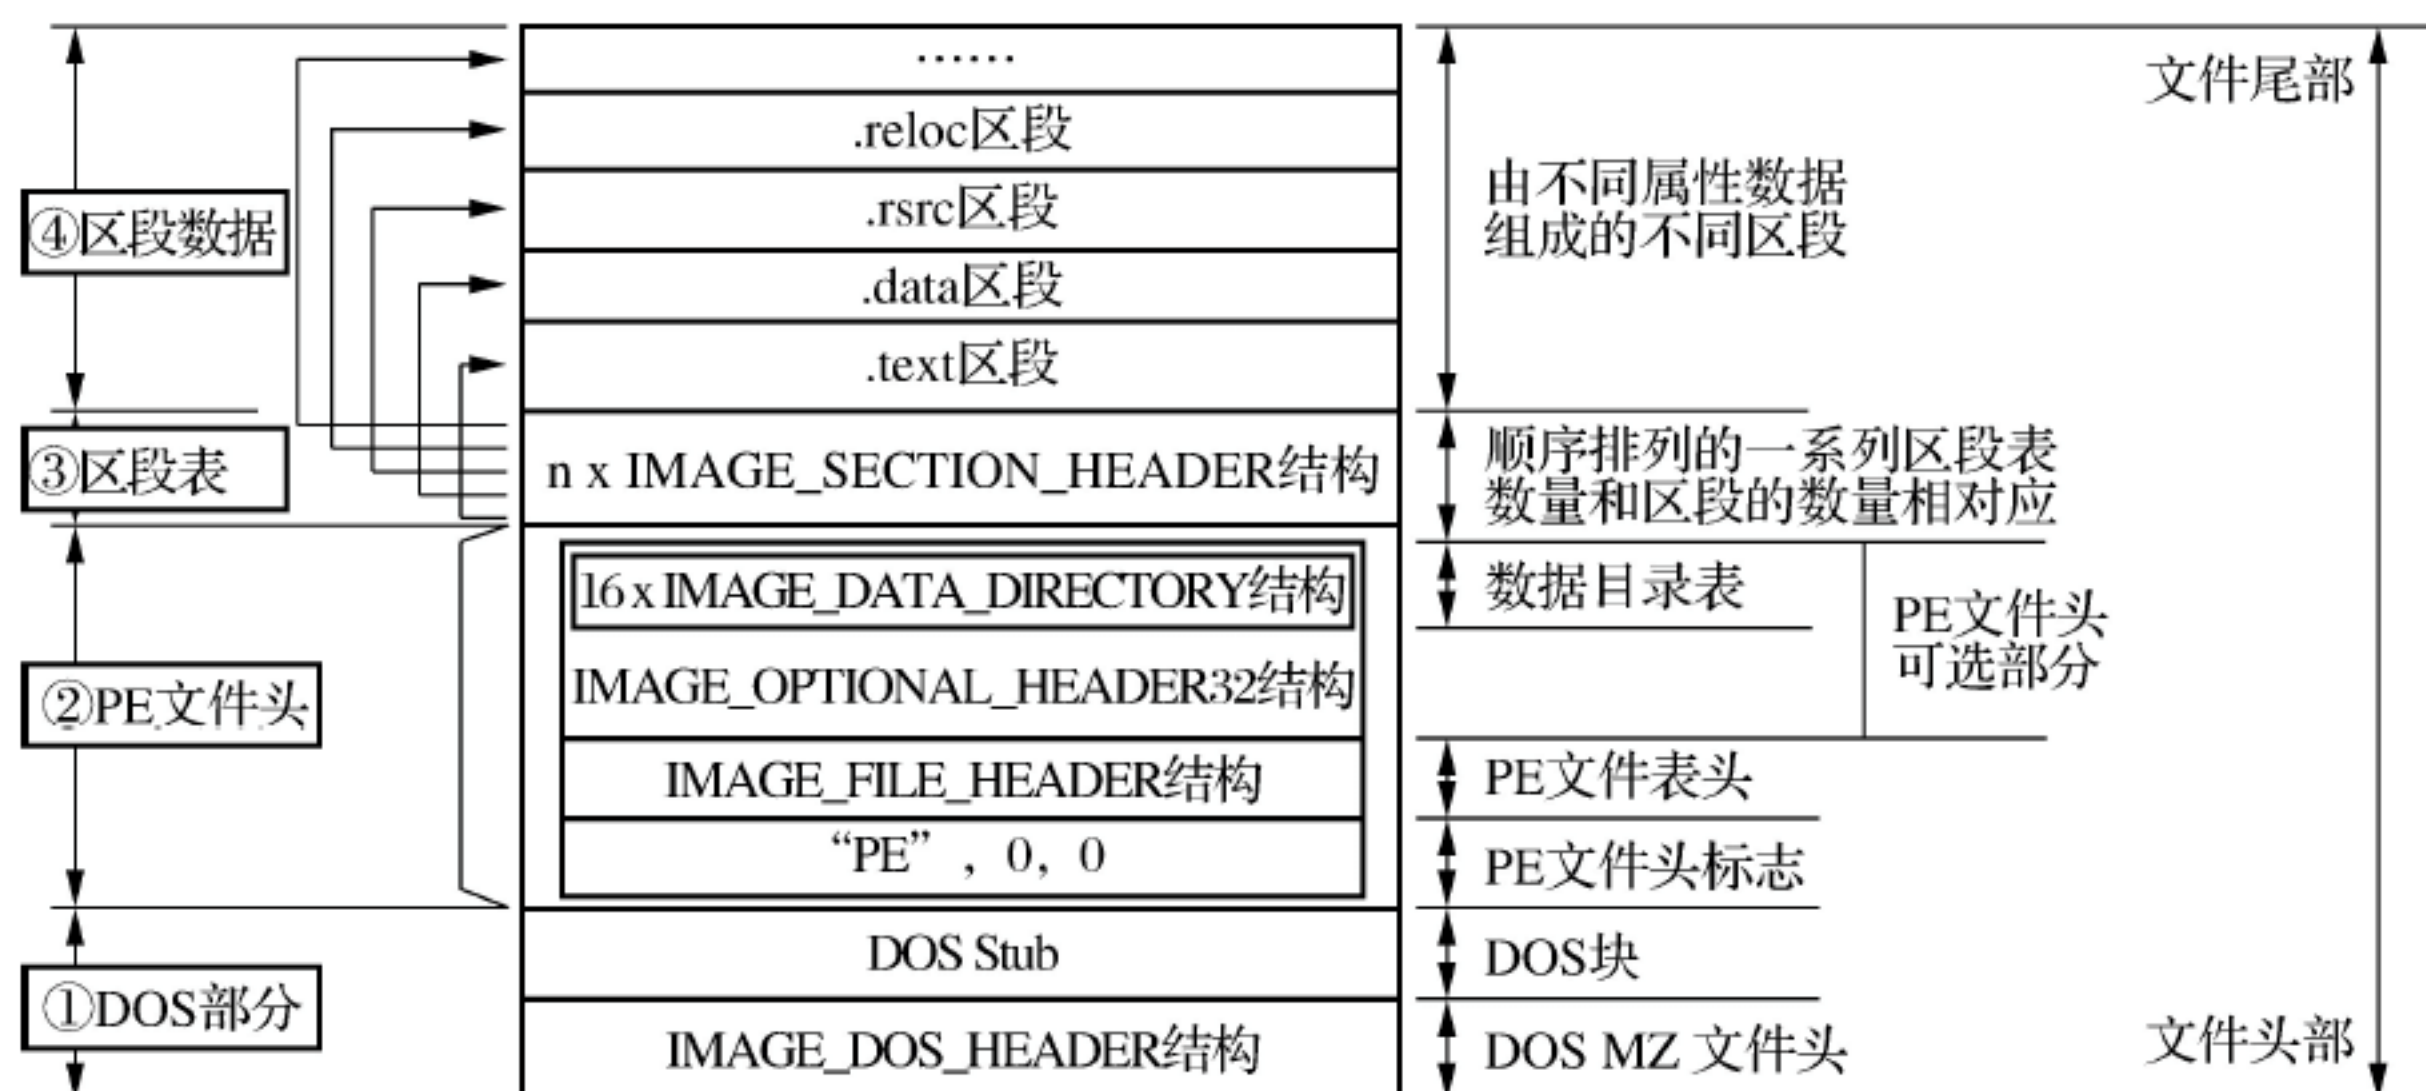 ……
文件尾部
.reloc区段
④区段数据
.rsrc区段
由不同属性数据
组成的不同区段
.data区段
.text区段
③区段表
n x IMAGE_SECTION_HEADER结构
顺序排列的一系列区段表
数量和区段的数量相对应
16 x IMAGE_DATA_DIRECTORY结构
数据目录表
PE文件头
可选部分
②PE文件头
IMAGE_OPTIONAL_HEADER32结构
IMAGE_FILE_HEADER结构
PE文件表头
“PE”，0，0
PE文件头标志
DOS Stub
DOS块
①DOS部分
IMAGE_DOS_HEADER结构
DOS MZ 文件头
文件头部